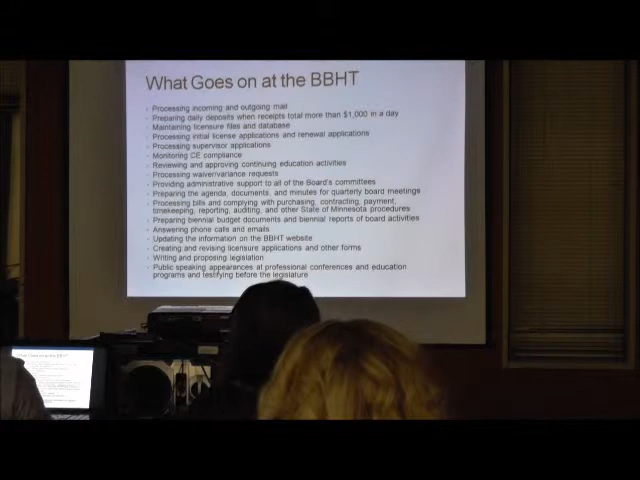 What Goes on at the BBHT
- Processing incoming and outgoing mail
- Preparing daily deposits when receipts total more than $1,000 in a day
- Maintaining licensure files and database
- Processing initial license applications and renewal applications
- Processing supervisor applications
- Monitoring CE compliance
- Reviewing and approving continuing education activities
- Processing waiver/variance requests
- Providing administrative support to all of the Board's committees
- Preparing the agenda, documents, and minutes for quarterly board meetings
- Processing bills and complying with purchasing, contracting, payment,
timekeeping, reporting, auditing, and other State of Minnesota procedures
- Preparing biennial budget documents and biennial reports of board activities
- Answering phone calls and emails
- Updating the information on the BBHT website
- Creating and revising licensure applications and other forms
- Writing and proposing legislation
- Public speaking appearances at professional conferences and education
programs and testifying before the legislature
What Goes on at the BBHT